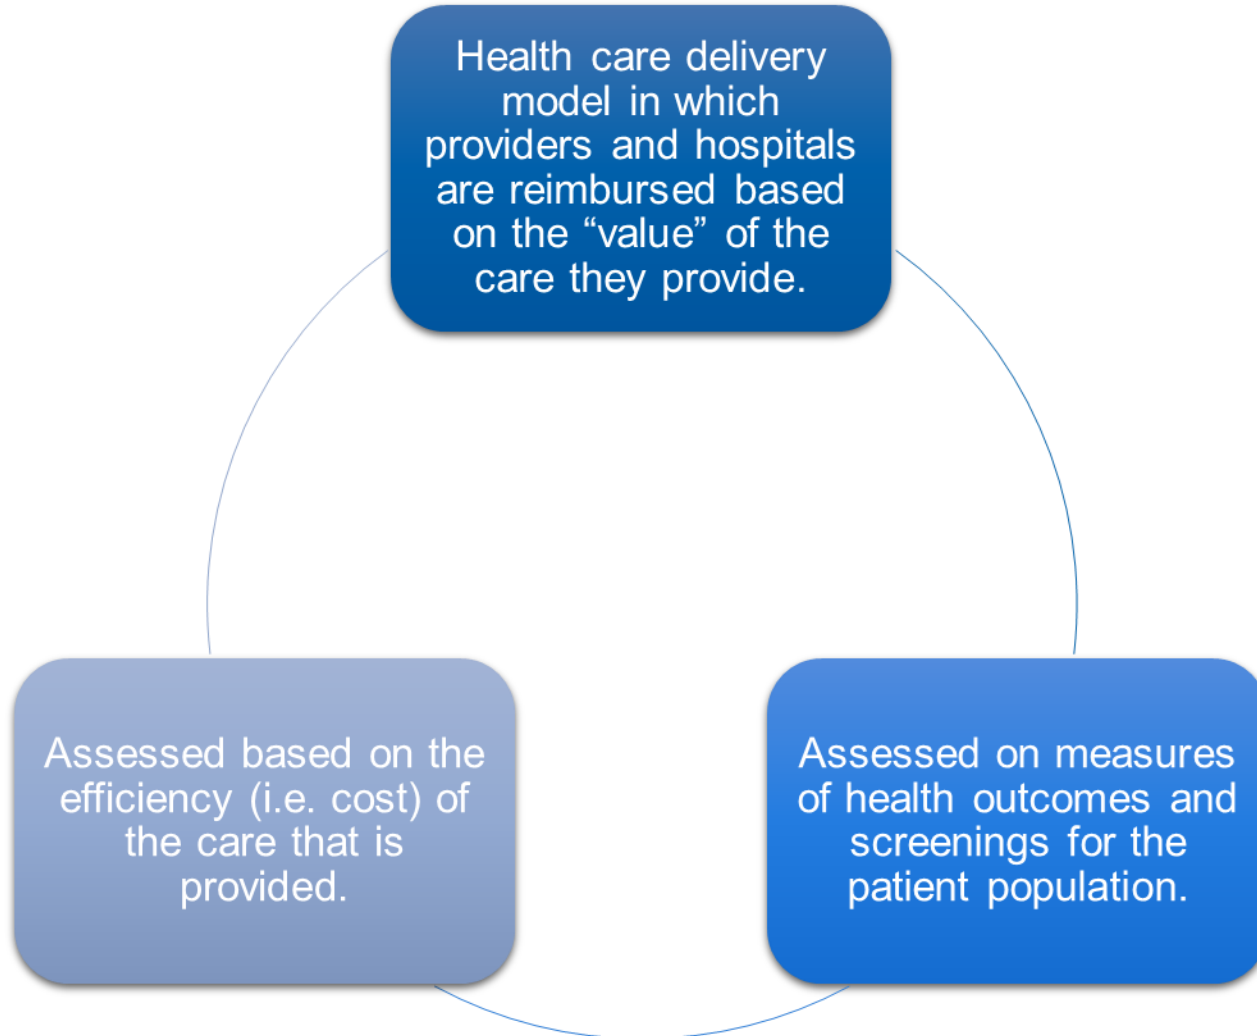 Health care delivery
model in which
providers and hospitals
are reimbursed based
on the “value” of the
care they provide.
Assessed based on the
efficiency (i.e. cost) of
the care that is
provided.
Assessed on measures
of health outcomes and
screenings for the
patient population.